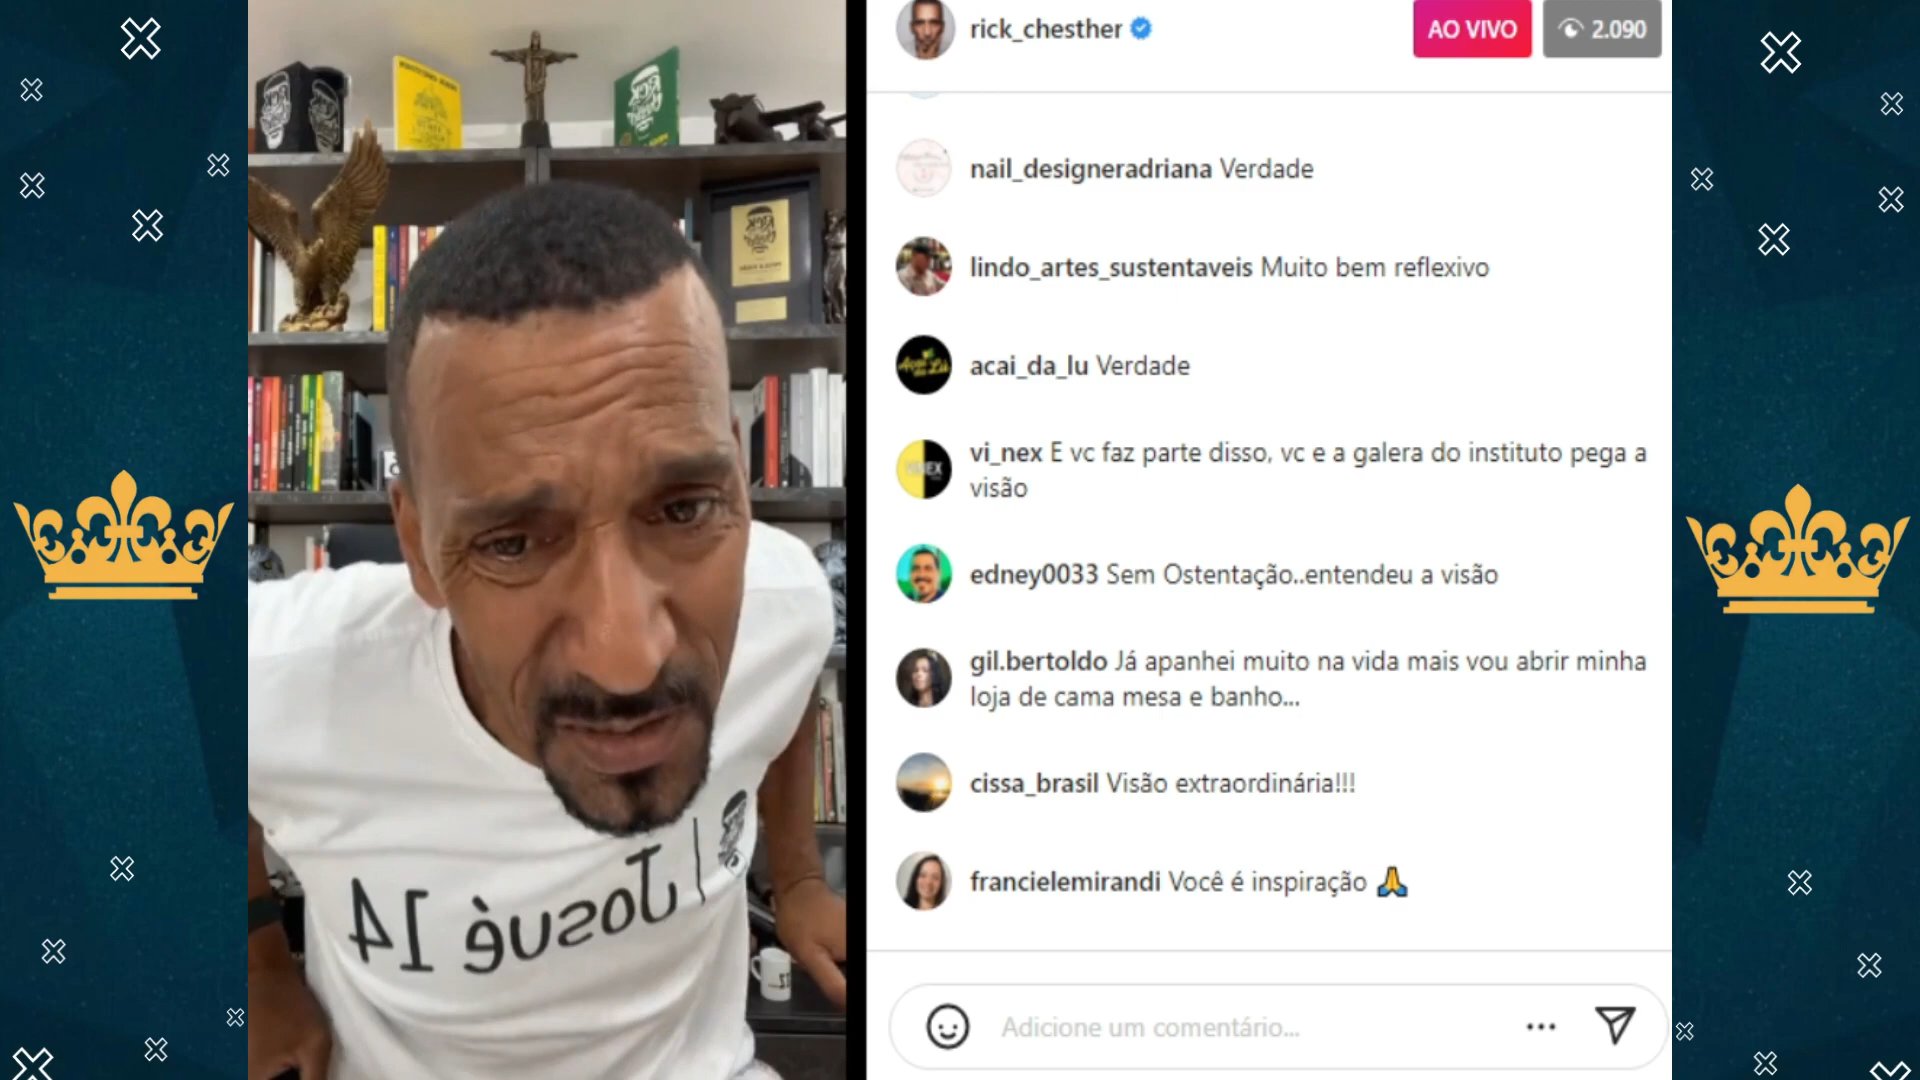 rick_chesther
AO VIVO
2.090
nail_designeradriana Verdade
lindo_artes_sustentaveis Muito bem reflexivo
acai_da_lu Verdade
vi_nex E vc faz parte disso, vc e a galera do instituto pega a
visão
edney0033 Sem Ostentação..entendeu a visão
gil.bertoldo Já apanhei muito na vida mais vou abrir minha
loja de cama mesa e banho...
cissa_brasil Visão extraordinária!!!
francielemirandi Você é inspiração 🙏
Adicione um comentário...
Josué 14